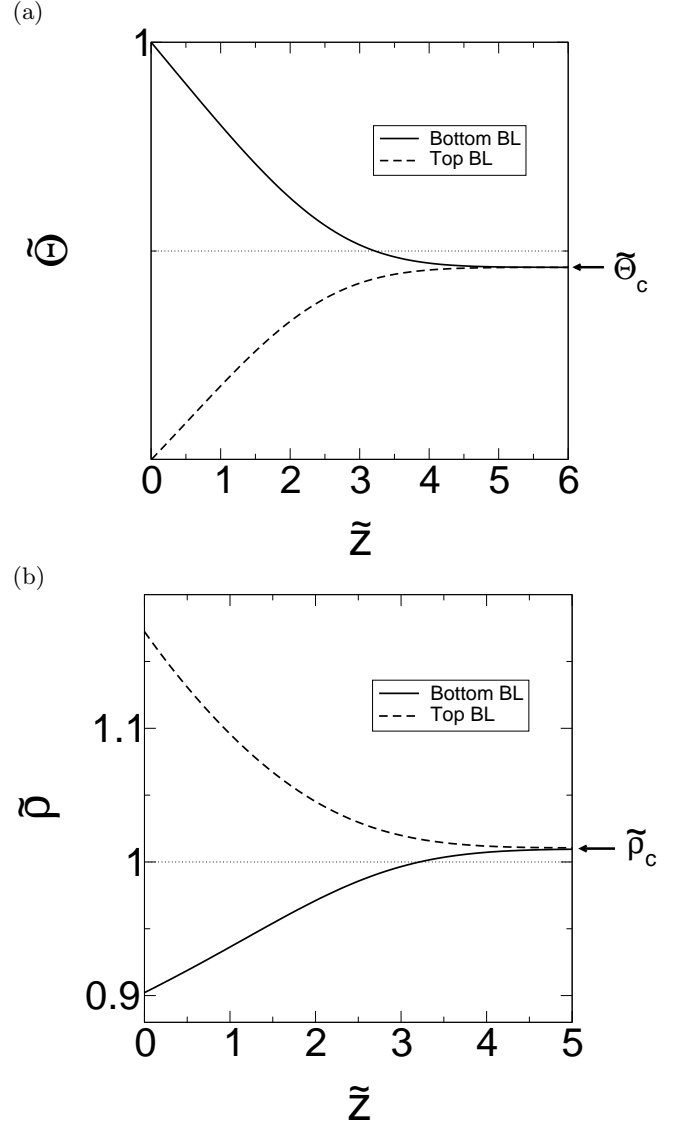 (a)
1
Bottom BL
Top BL
Θ̃
Θ̃c
0 1 2 3 4 5 6
z̃
(b)
Bottom BL
Top BL
1.1
ρ̃
1
ρ̃c
0.9
0 1 2 3 4 5
z̃